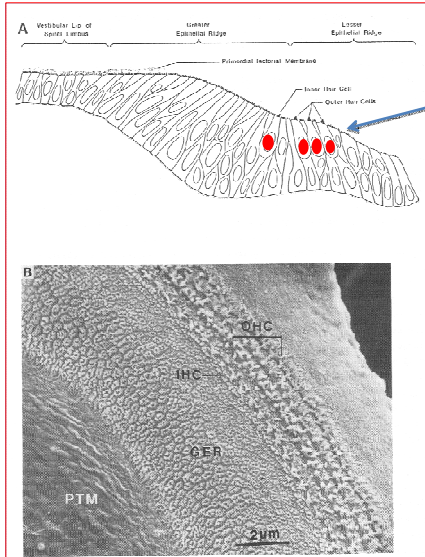 A
Vestibular Lip of
Spiral Limbus
Greater
Epithelial Ridge
Lesser
Epithelial Ridge
Primordial Tectorial Membrane
Inner Hair Cell
Outer Hair Cells
B
OHC
IHC
GER
PTM
2μm